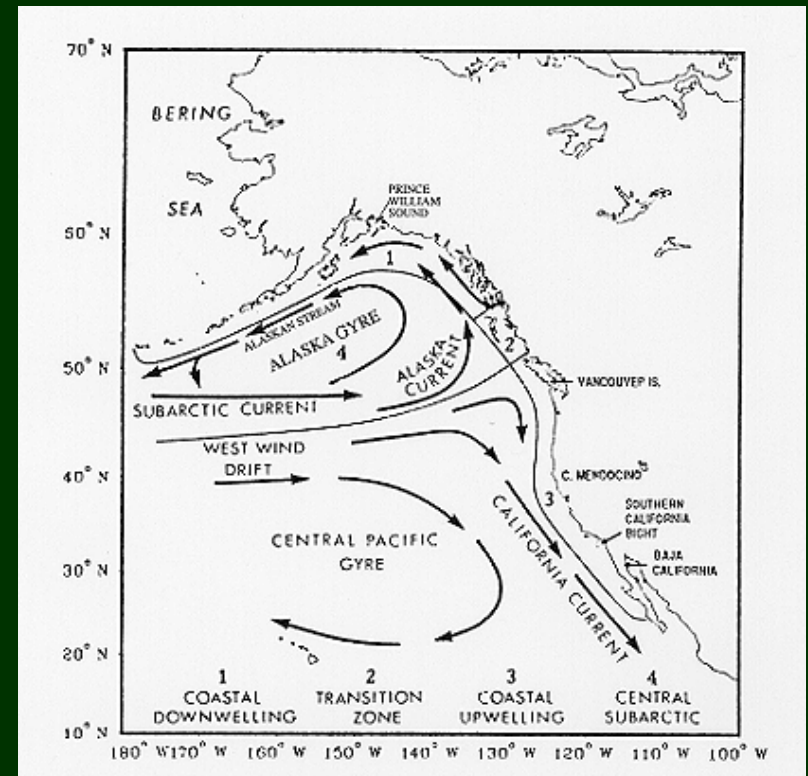 70° N
BERING
SEA
PRINCE
WILLIAM
SOUND
60° N
1
ALASKAN STREAM
ALASKA GYRE
4
ALASKA
CURRENT
2
50° N
VANCOUVER IS.
SUBARCTIC CURRENT
WEST WIND
DRIFT
40° N
C. MENDOCINO
3
SOUTHERN
CALIFORNIA
BIGHT
CENTRAL PACIFIC
GYRE
CALIFORNIA CURRENT
BAJA
CALIFORNIA
30° N
20° N
1
COASTAL
DOWNWELLING
2
TRANSITION
ZONE
3
COASTAL
UPWELLING
4
CENTRAL
SUBARCTIC
10° N
180° W 170° W 160° W 150° W 140° W 130° W 120° W 110° W 100° W